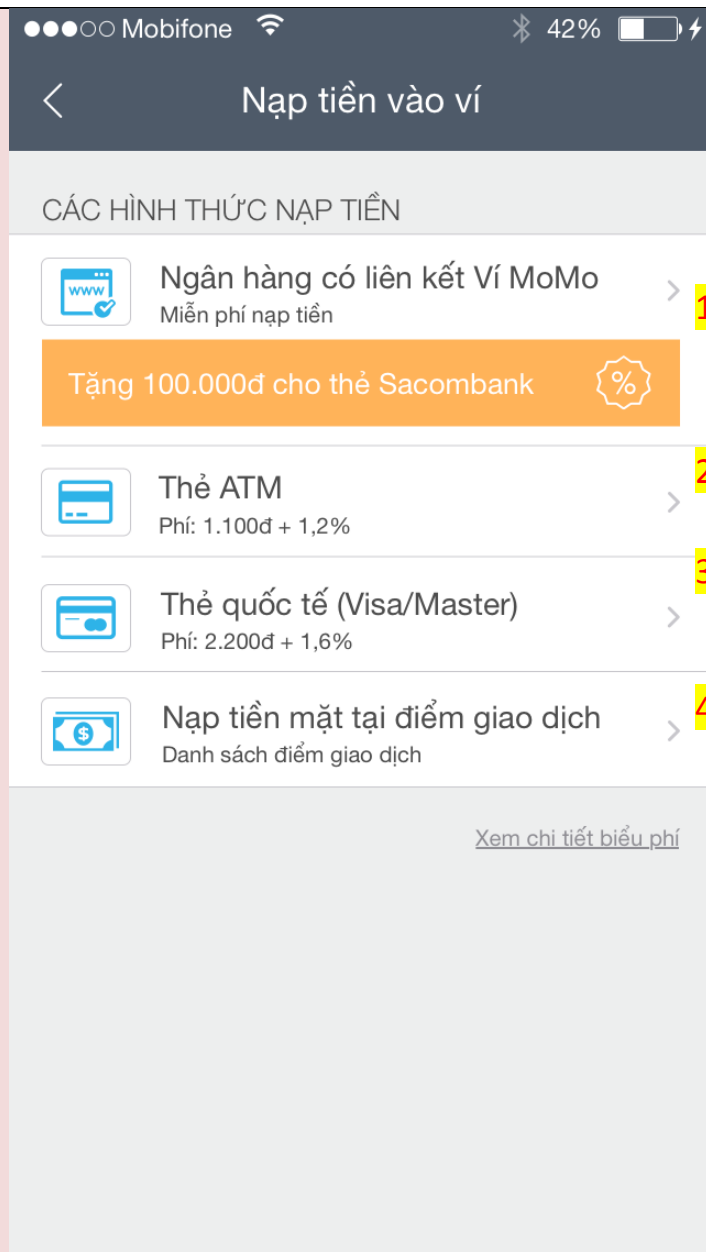 Mobifone 42%
Nạp tiền vào ví
CÁC HÌNH THỨC NẠP TIỀN
www
Ngân hàng có liên kết Ví MoMo
Miễn phí nạp tiền
1
Tặng 100.000đ cho thẻ Sacombank %
2
Thẻ ATM
Phí: 1.100đ + 1,2%
3
Thẻ quốc tế (Visa/Master)
Phí: 2.200đ + 1,6%
4
$
Nạp tiền mặt tại điểm giao dịch
Danh sách điểm giao dịch
Xem chi tiết biểu phí